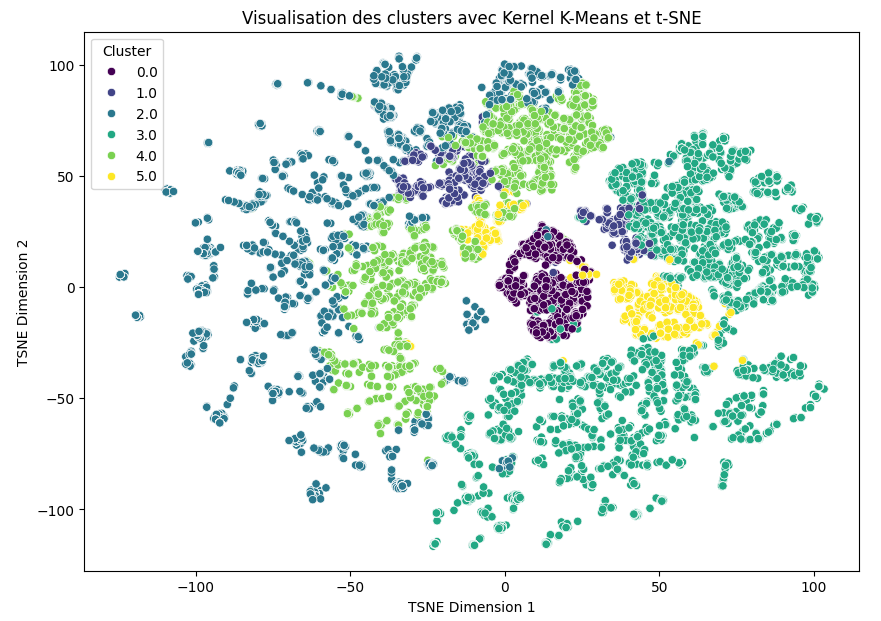 Visualisation des clusters avec Kernel K-Means et t-SNE
Cluster
0.0
1.0
2.0
3.0
4.0
5.0
100
50
0
−50
−100
TSNE Dimension 2
−100 −50 0 50 100
TSNE Dimension 1